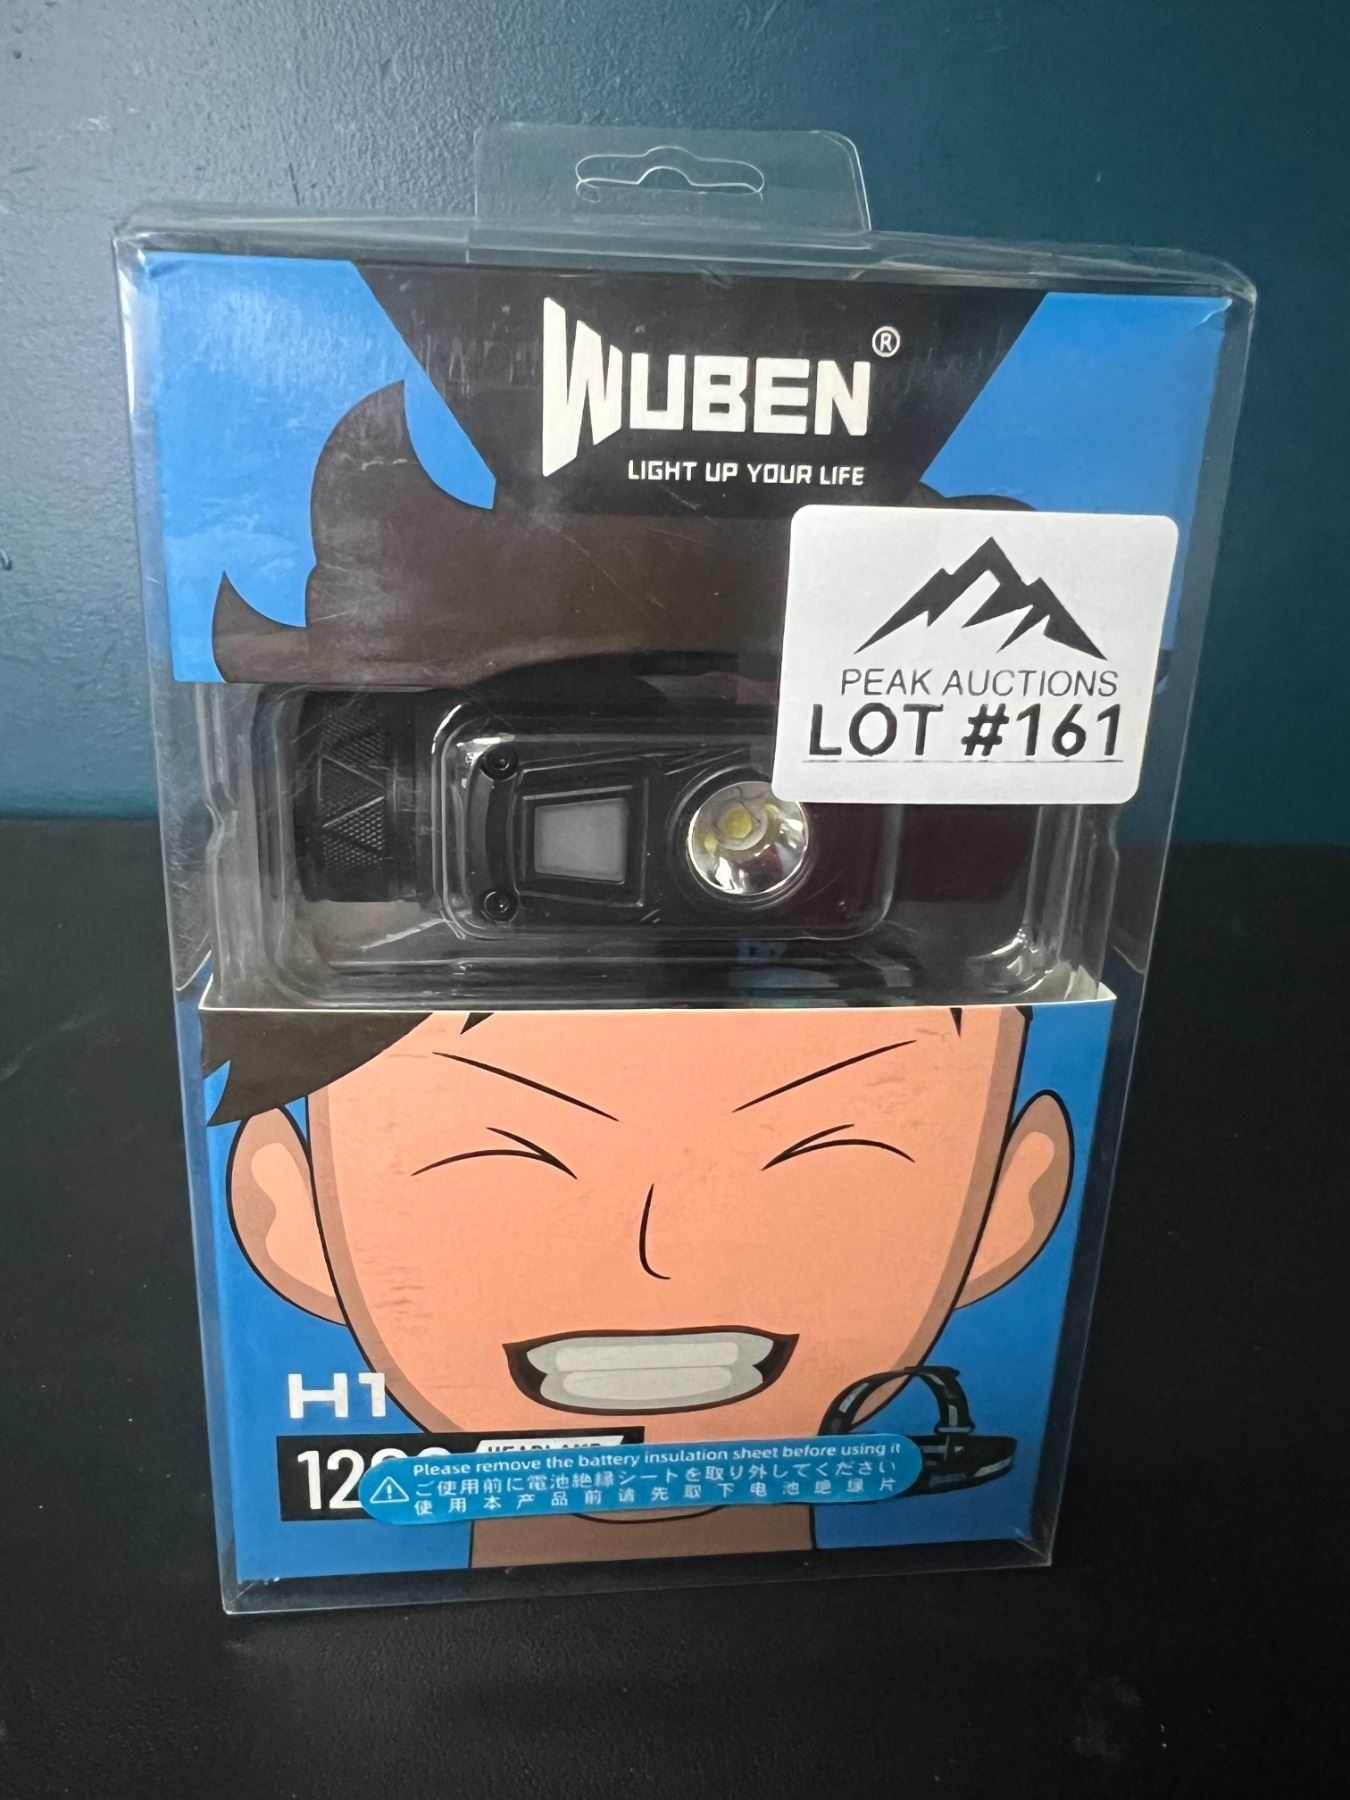 WUBEN®
LIGHT UP YOUR LIFE
PEAK AUCTIONS
LOT #161
H1
HEADLAMP
Please remove the battery insulation sheet before using it
ご使用前に電池絶縁シートを取り外してください
使用本产品前请先取下电池绝缘片